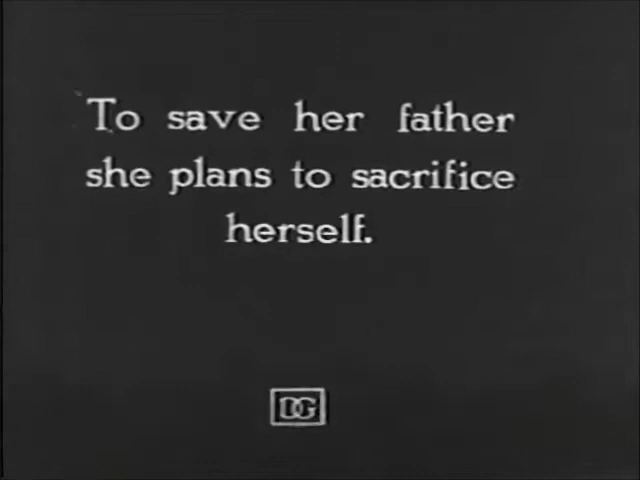 To save her father
she plans to sacrifice
herself.
DG